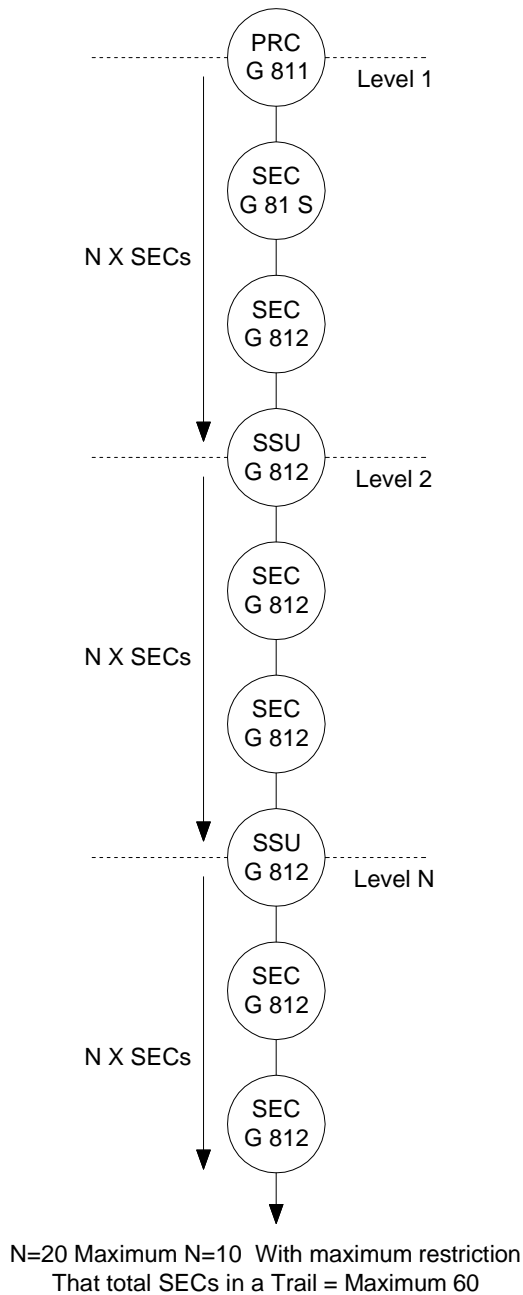 PRC
G 811
Level 1
SEC
G 81 S
N X SECs
SEC
G 812
SSU
G 812
Level 2
SEC
G 812
N X SECs
SEC
G 812
SSU
G 812
Level N
SEC
G 812
N X SECs
SEC
G 812
N=20 Maximum N=10 With maximum restriction
That total SECs in a Trail = Maximum 60